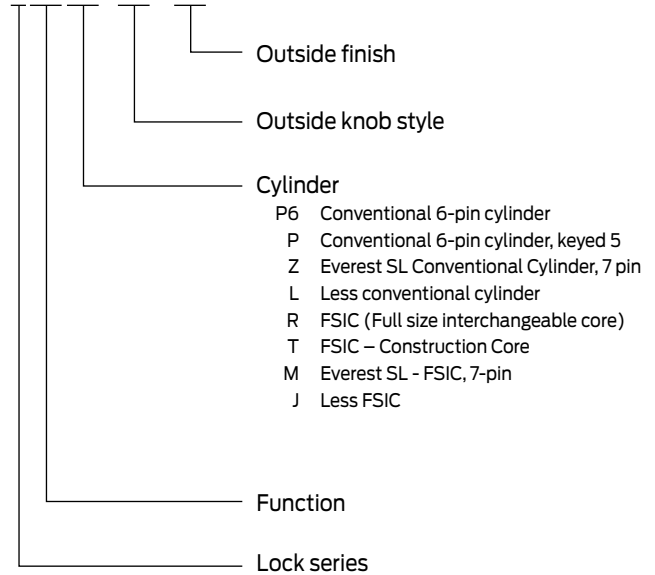 Outside finish
Outside knob style
Cylinder
P6 Conventional 6-pin cylinder
P Conventional 6-pin cylinder, keyed 5
Z Everest SL Conventional Cylinder, 7 pin
L Less conventional cylinder
R FSIC (Full size interchangeable core)
T FSIC – Construction Core
M Everest SL - FSIC, 7-pin
J Less FSIC
Function
Lock series